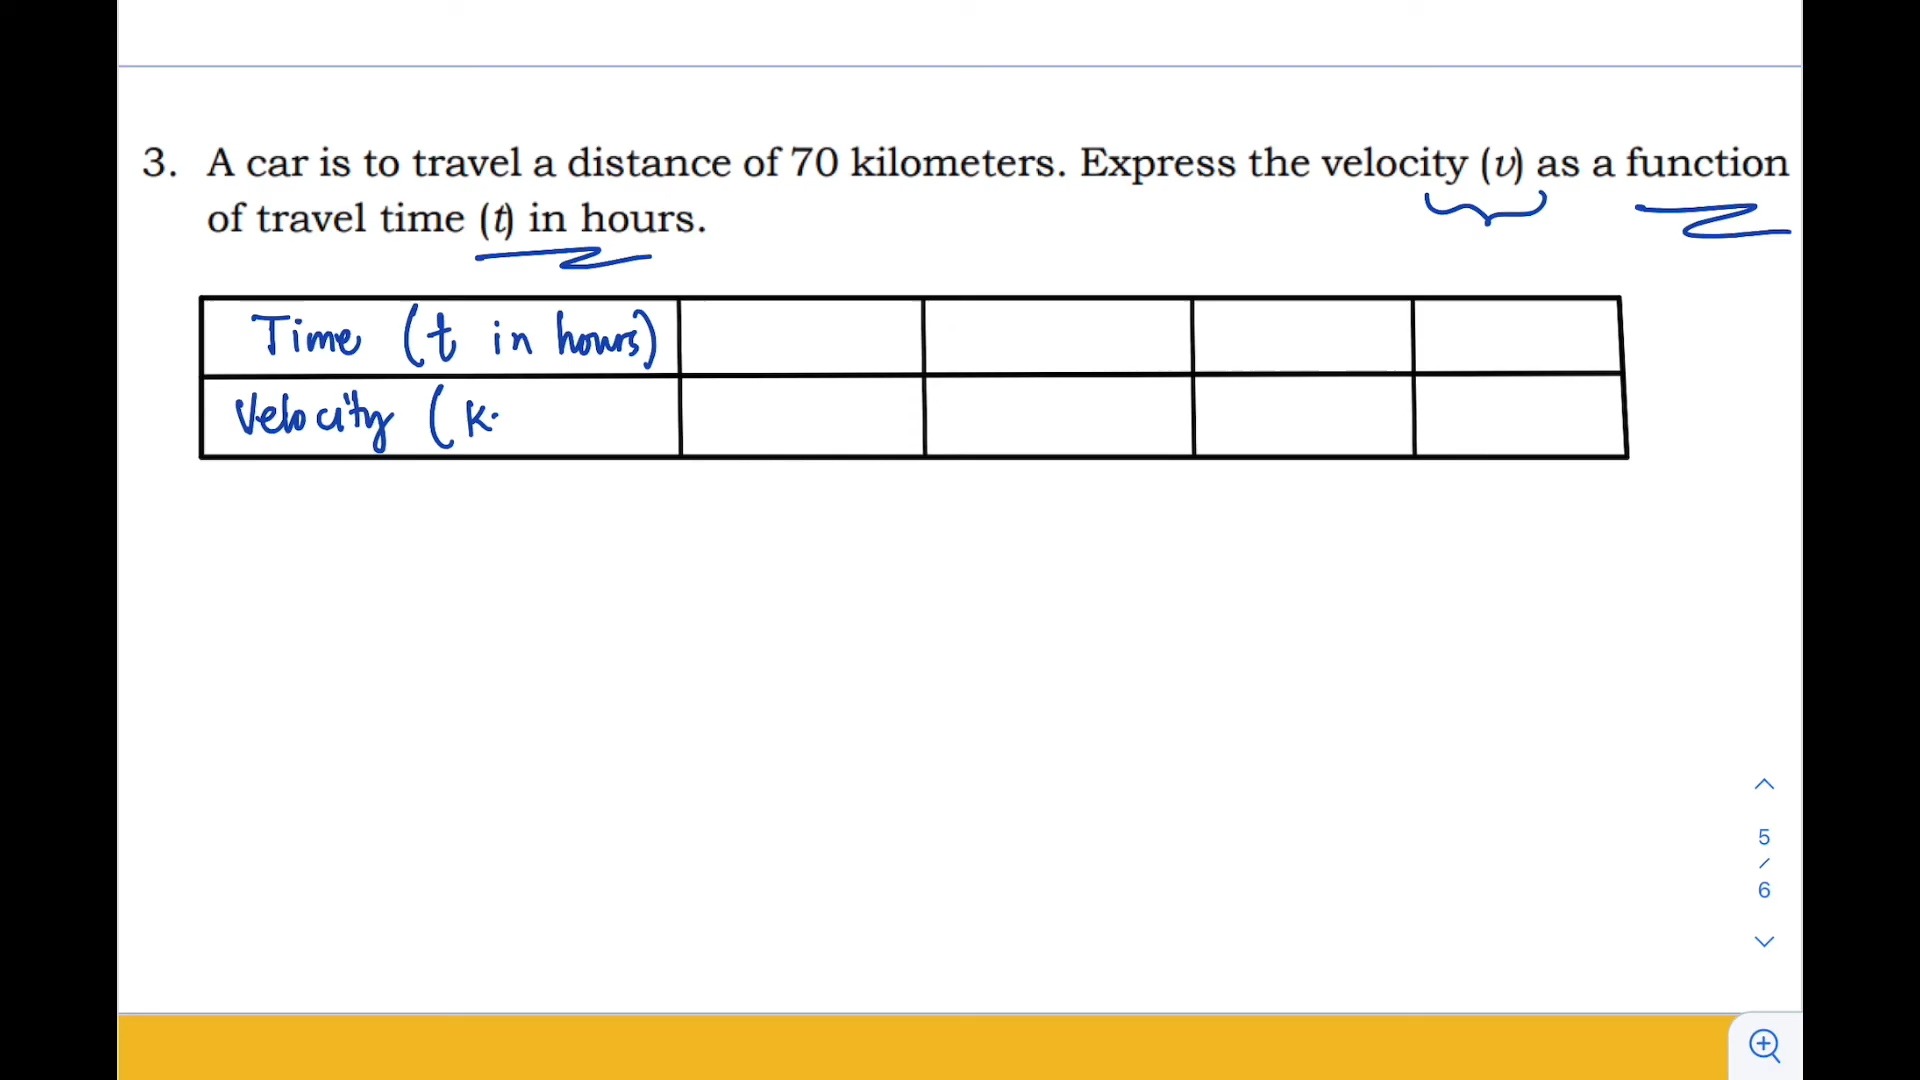 3. A car is to travel a distance of 70 kilometers. Express the velocity (v) as a function
of travel time (t) in hours.
Time (t in hours)
Velocity (K
5
/
6